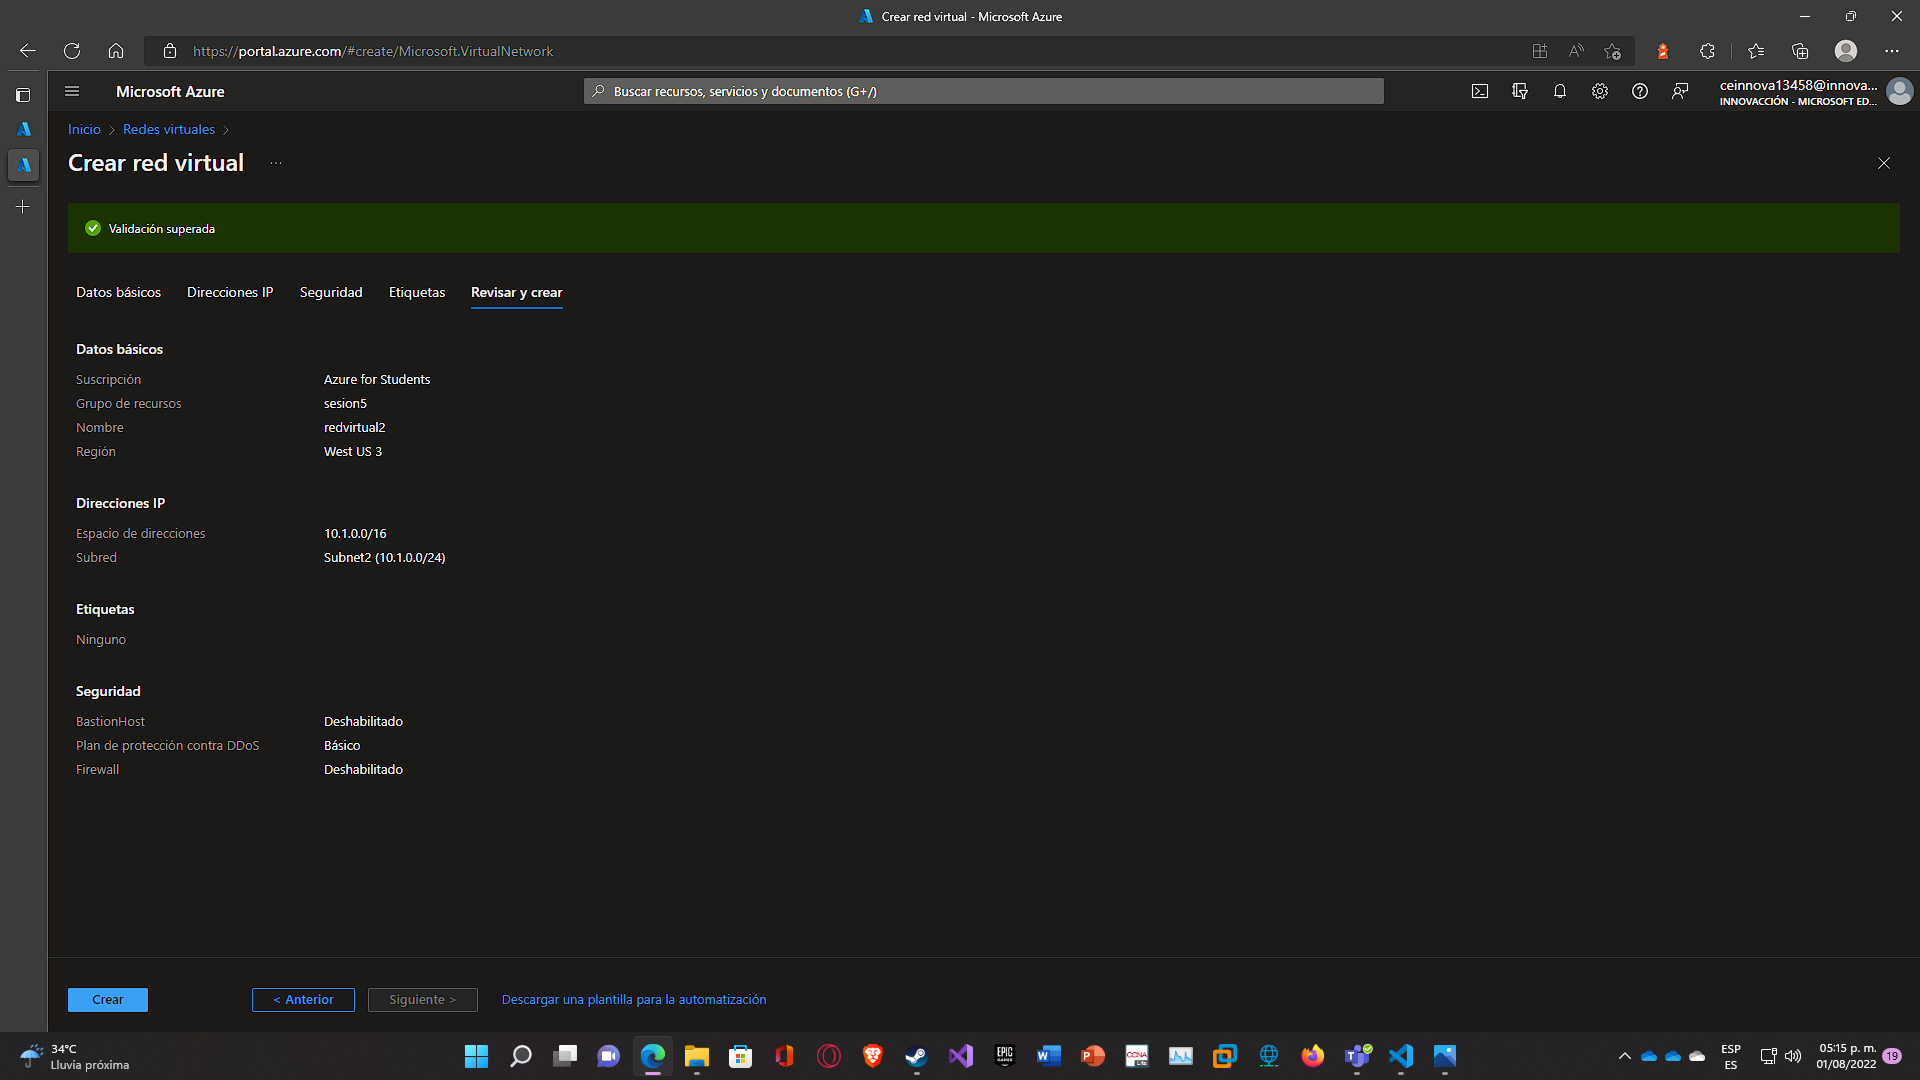 Crear red virtual - Microsoft Azure
https://portal.azure.com/#create/Microsoft.VirtualNetwork
Microsoft Azure
Buscar recursos, servicios y documentos (G+/)
ceinnova13458@innova...
INNOVACCIÓN - MICROSOFT ED...
Inicio > Redes virtuales >
Crear red virtual ...
Validación superada
Datos básicos Direcciones IP Seguridad Etiquetas Revisar y crear
Datos básicos
Suscripción Azure for Students
Grupo de recursos sesion5
Nombre redvirtual2
Región West US 3
Direcciones IP
Espacio de direcciones 10.1.0.0/16
Subred Subnet2 (10.1.0.0/24)
Etiquetas
Ninguno
Seguridad
BastionHost Deshabilitado
Plan de protección contra DDoS Básico
Firewall Deshabilitado
Crear < Anterior Siguiente > Descargar una plantilla para la automatización
34°C
Lluvia próxima
EPIC GAMES
CCNA Lite
ESP
ES
05:15 p. m.
01/08/2022
19